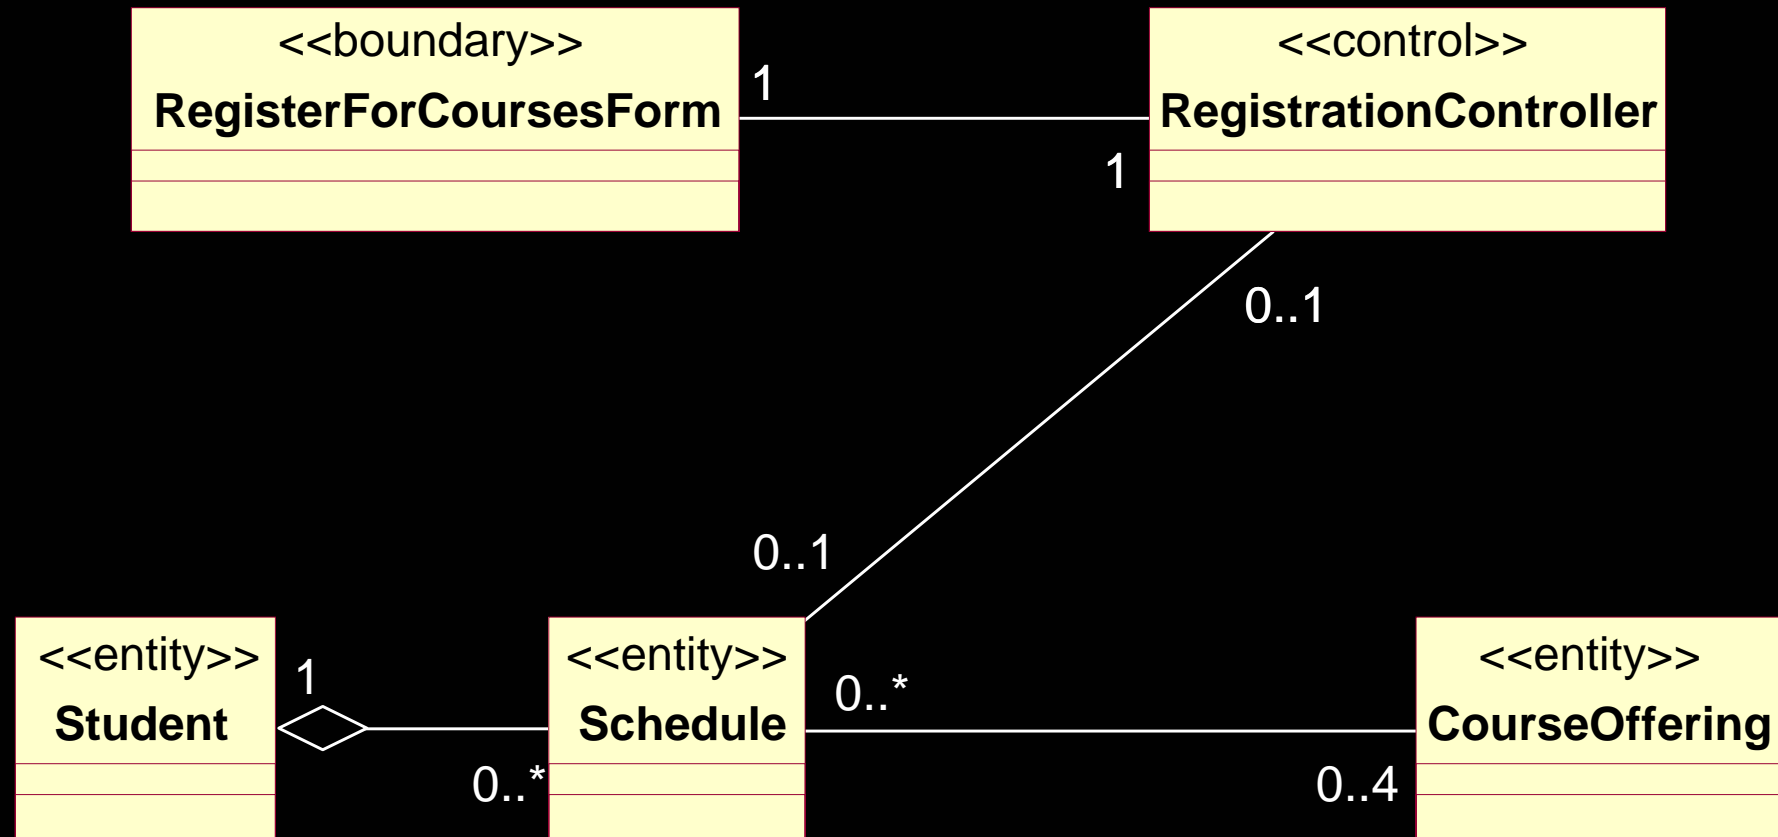 <<boundary>>
RegisterForCoursesForm
1
<<control>>
RegistrationController
1
0..1
0..1
<<entity>>
Student
1
0..*
<<entity>>
Schedule
0..*
0..4
<<entity>>
CourseOffering